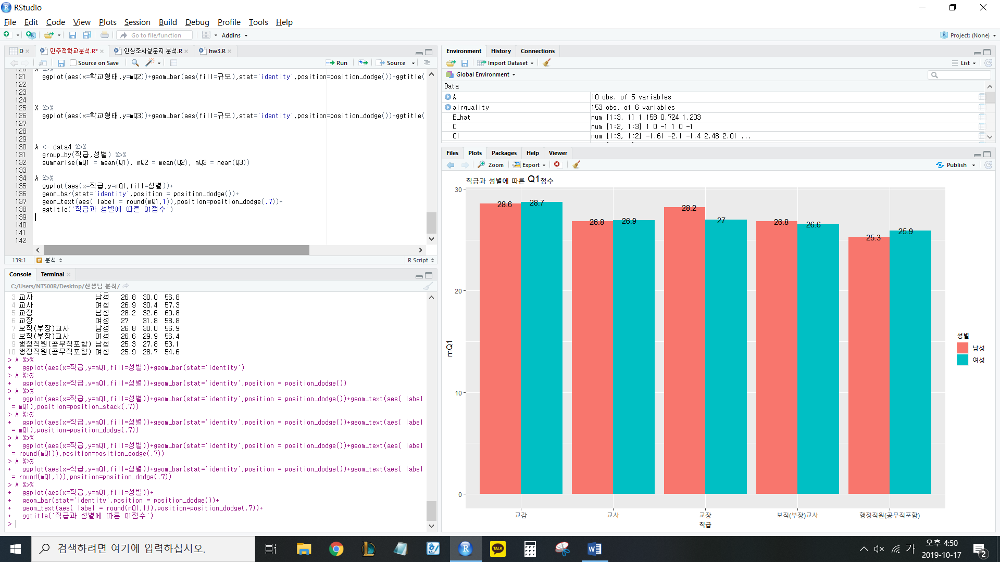 RStudio
File Edit Code View Plots Session Build Debug Profile Tools Help
Go to file/function Addins Project: (None)
D 민주적학교분석.R* 인상조사설문지 분석.R hw3.R
Source on Save Run Source
120 X %>%
121 ggplot(aes(x=학교형태,y=mQ2))+geom_bar(aes(fill=규모),stat='identity',position=position_dodge())+ggtitle(
122
123
124
125 X %>%
126 ggplot(aes(x=학교형태,y=mQ3))+geom_bar(aes(fill=규모),stat='identity',position=position_dodge())+ggtitle(
127
128
129
130 A <- data4 %>%
131 group_by(직급,성별) %>%
132 summarise(mQ1 = mean(Q1), mQ2 = mean(Q2), mQ3 = mean(Q3))
133
134 A %>%
135 ggplot(aes(x=직급,y=mQ1,fill=성별))+
136 geom_bar(stat='identity',position = position_dodge())+
137 geom_text(aes( label = round(mQ1,1)),position=position_dodge(.7))+
138 ggtitle('직급과 성별에 따른 Q1점수')
139
140
141
142
139:1 # 분석 R Script
Console Terminal
C:/Users/NT500R/Desktop/선생님 분석/
3 교사 남성 26.8 30.0 56.8
4 교사 여성 26.9 30.4 57.3
5 교장 남성 28.2 32.6 60.8
6 교장 여성 27 31.8 58.8
7 보직(부장)교사 남성 26.8 30.0 56.9
8 보직(부장)교사 여성 26.6 29.9 56.4
9 행정직원(공무직포함) 남성 25.3 27.8 53.1
10 행정직원(공무직포함) 여성 25.9 28.7 54.6
> A %>%
+ ggplot(aes(x=직급,y=mQ1,fill=성별))+geom_bar(stat='identity')
> A %>%
+ ggplot(aes(x=직급,y=mQ1,fill=성별))+geom_bar(stat='identity',position = position_dodge())
> A %>%
+ ggplot(aes(x=직급,y=mQ1,fill=성별))+geom_bar(stat='identity',position = position_dodge())+geom_text(aes( label
= mQ1),position=position_stack(.7))
> A %>%
+ ggplot(aes(x=직급,y=mQ1,fill=성별))+geom_bar(stat='identity',position = position_dodge())+geom_text(aes( label
= mQ1),position=position_dodge(.7))
> A %>%
+ ggplot(aes(x=직급,y=mQ1,fill=성별))+geom_bar(stat='identity',position = position_dodge())+geom_text(aes( label
= round(mQ1)),position=position_dodge(.7))
> A %>%
+ ggplot(aes(x=직급,y=mQ1,fill=성별))+geom_bar(stat='identity',position = position_dodge())+geom_text(aes( label
= round(mQ1,1)),position=position_dodge(.7))
> A %>%
+ ggplot(aes(x=직급,y=mQ1,fill=성별))+
+ geom_bar(stat='identity',position = position_dodge())+
+ geom_text(aes( label = round(mQ1,1)),position=position_dodge(.7))+
+ ggtitle('직급과 성별에 따른 Q1점수')
>
Environment History Connections
Import Dataset List
Global Environment
Data
A 10 obs. of 5 variables
airquality 153 obs. of 6 variables
B_hat num [1:3, 1] 1.158 0.724 1.203
C num [1:2, 1:3] 1 0 -1 1 0 -1
CI num [1:3, 1:2] -1.61 -2.1 -1.4 2.48 2.01 ...
Files Plots Packages Help Viewer
Zoom Export Publish
직급과 성별에 따른 Q1점수
30
28.6 28.7 26.8 26.9 28.2 27 26.8 26.6 25.3 25.9
20
mQ1
성별
남성
여성
10
0
교감 교사 교장 보직(부장)교사 행정직원(공무직포함)
직급
검색하려면 여기에 입력하십시오.
TALK
가
오후 4:50
2019-10-17
2